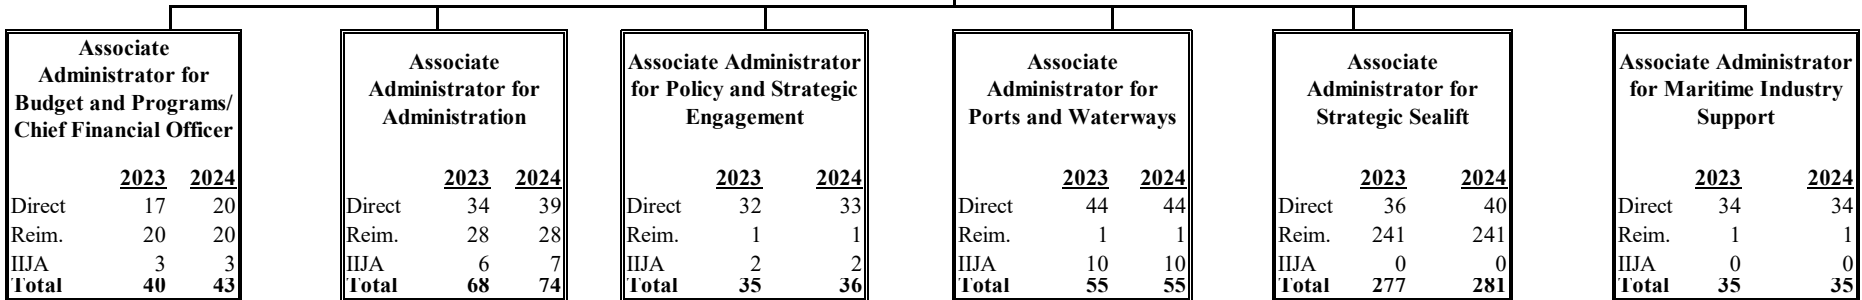 Associate
Administrator for
Budget and Programs/
Chief Financial Officer
2023 2024
Direct 17 20
Reim. 20 20
IIJA 3 3
Total 40 43
Associate
Administrator for
Administration
2023 2024
Direct 34 39
Reim. 28 28
IIJA 6 7
Total 68 74
Associate Administrator
for Policy and Strategic
Engagement
2023 2024
Direct 32 33
Reim. 1 1
IIJA 2 2
Total 35 36
Associate
Administrator for
Ports and Waterways
2023 2024
Direct 44 44
Reim. 1 1
IIJA 10 10
Total 55 55
Associate
Administrator for
Strategic Sealift
2023 2024
Direct 36 40
Reim. 241 241
IIJA 0 0
Total 277 281
Associate Administrator
for Maritime Industry
Support
2023 2024
Direct 34 34
Reim. 1 1
IIJA 0 0
Total 35 35